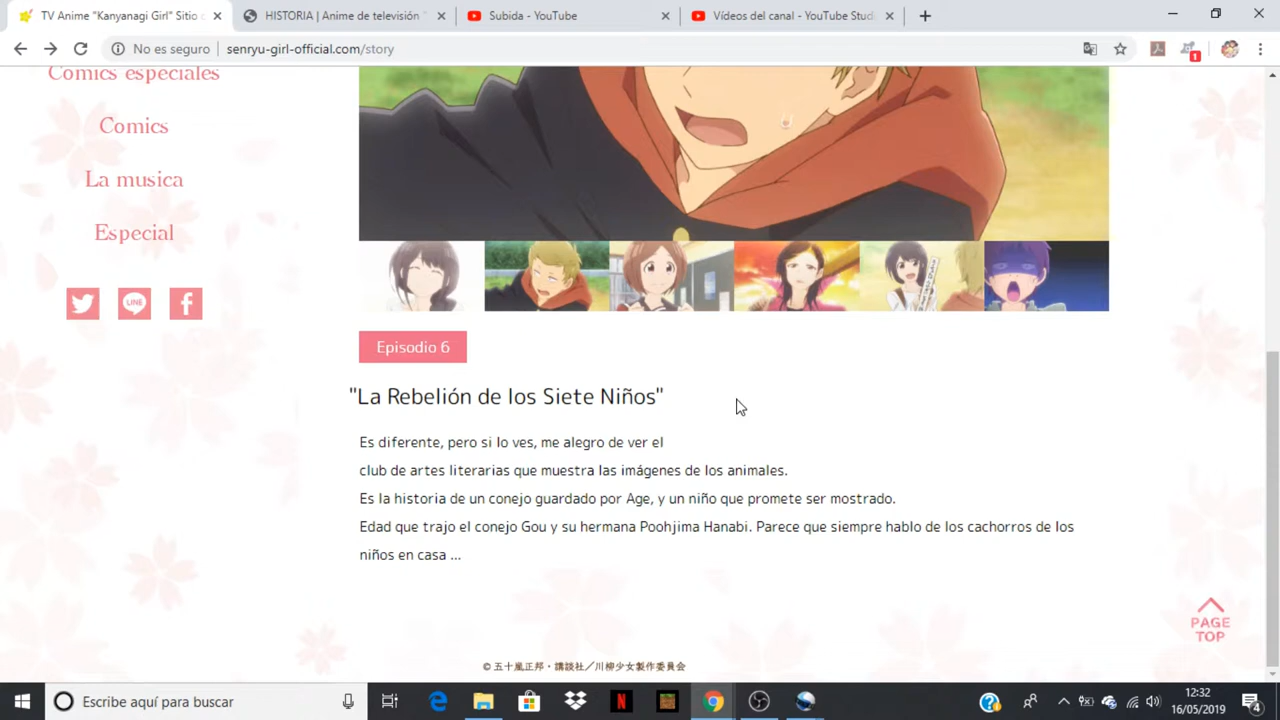 TV Anime "Kanyanagi Girl" Sitio
HISTORIA | Anime de televisión "
Subida - YouTube
Vídeos del canal - YouTube Stud
No es seguro
senryu-girl-official.com/story
1
Comics especiales
Comics
La musica
Especial
LINE
Episodio 6
"La Rebelión de los Siete Niños"
Es diferente, pero si lo ves, me alegro de ver el
club de artes literarias que muestra las imágenes de los animales.
Es la historia de un conejo guardado por Age, y un niño que promete ser mostrado.
Edad que trajo el conejo Gou y su hermana Poohjima Hanabi. Parece que siempre hablo de los cachorros de los
niños en casa ...
PAGE
TOP
© 五十嵐正邦・講談社／川柳少女製作委員会
Escribe aquí para buscar
12:32
16/05/2019
4